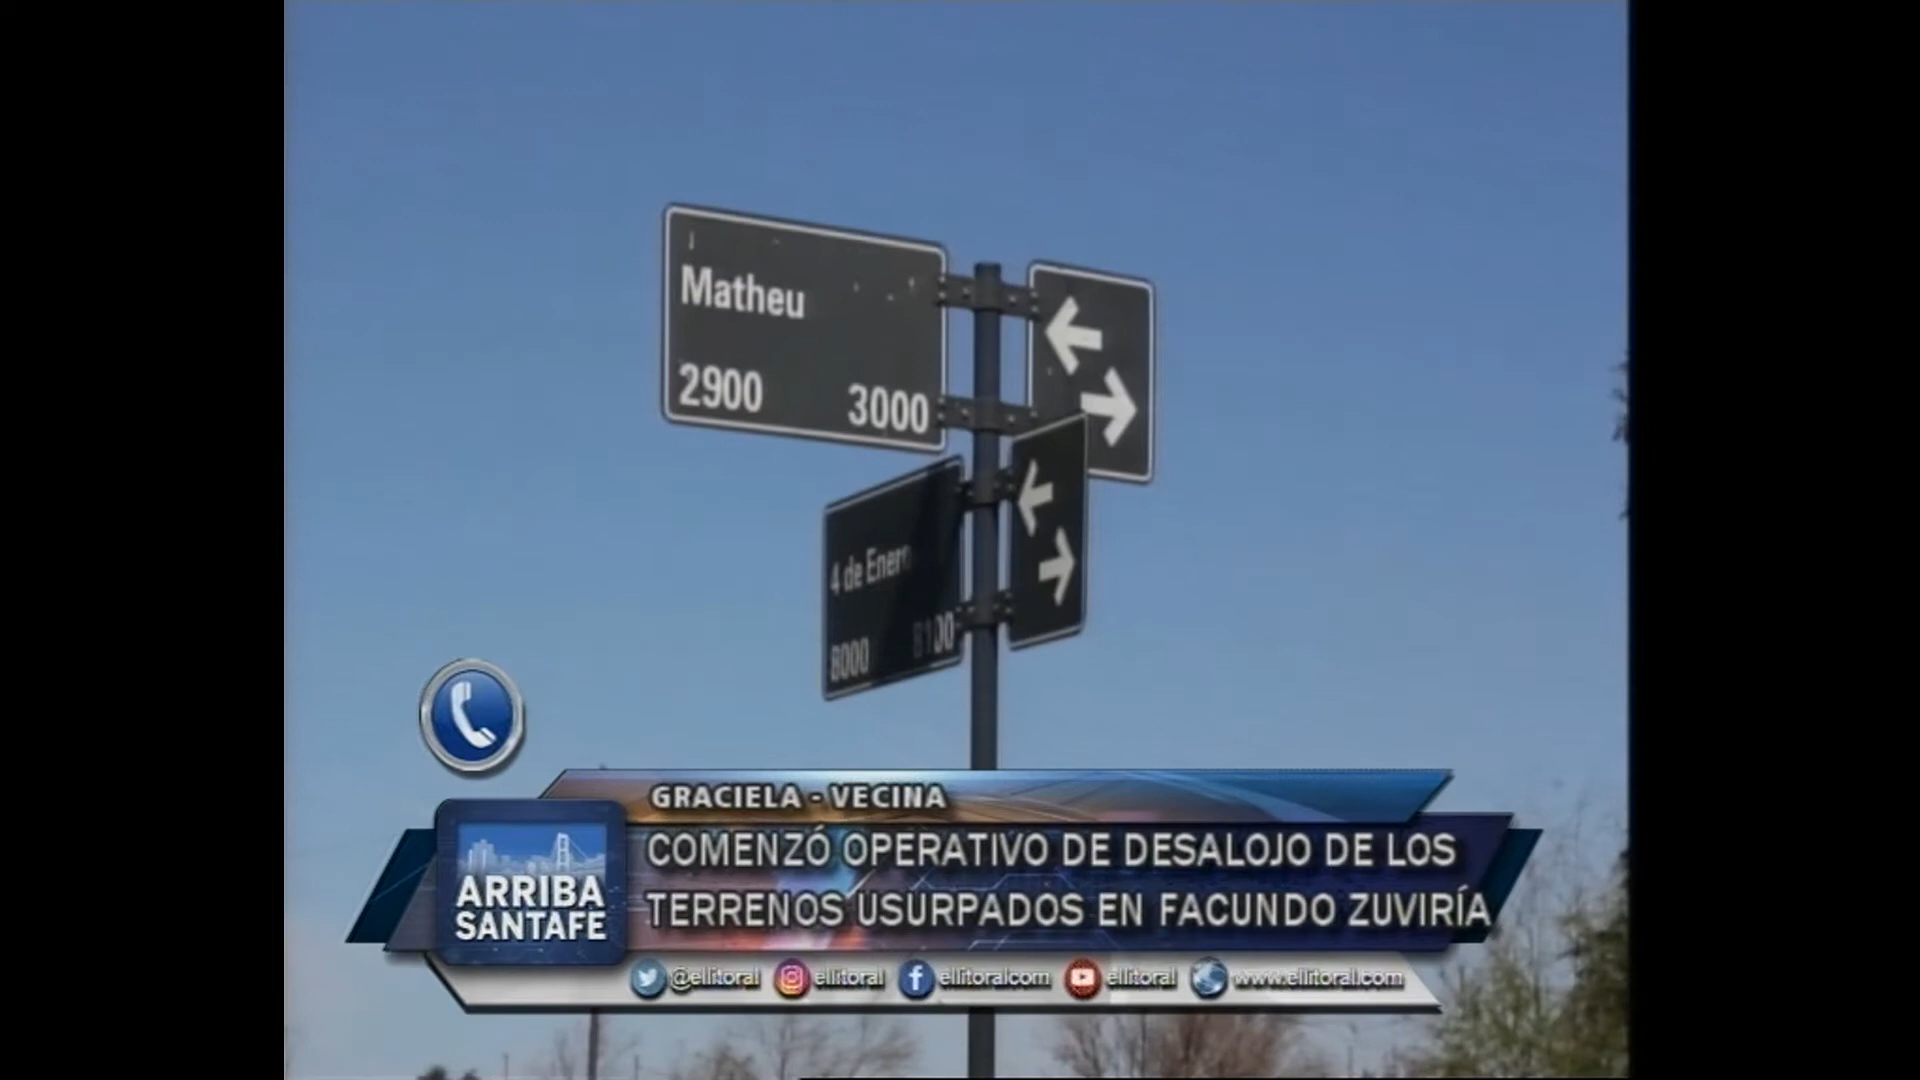 Matheu
2900 3000
4 de Enero
8000 8100
GRACIELA - VECINA
COMENZÓ OPERATIVO DE DESALOJO DE LOS
TERRENOS USURPADOS EN FACUNDO ZUVIRÍA
ARRIBA
SANTAFE
@ellitoral ellitoral ellitoralcom ellitoral www.ellitoral.com